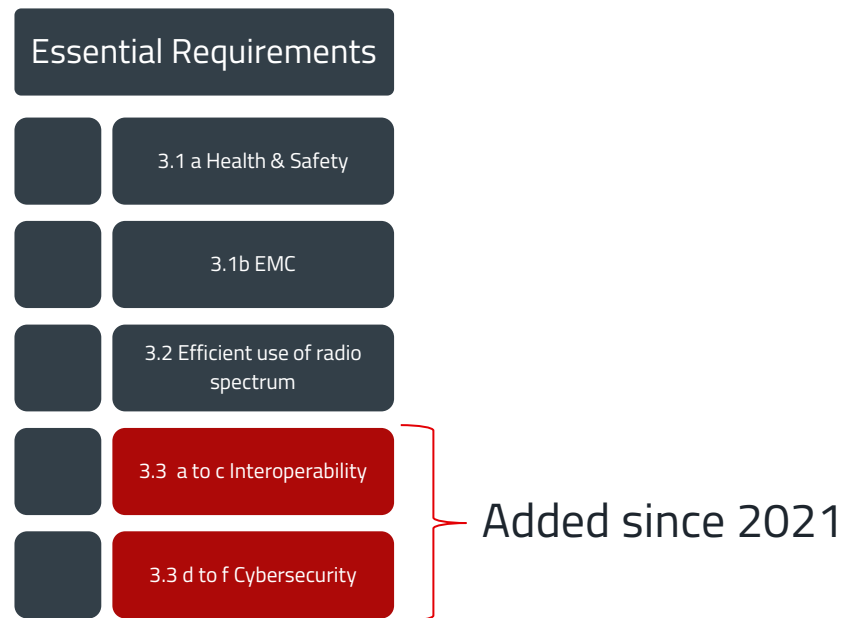 Essential Requirements
3.1 a Health & Safety
3.1b EMC
3.2 Efficient use of radio
spectrum
3.3 a to c Interoperability
3.3 d to f Cybersecurity
Added since 2021